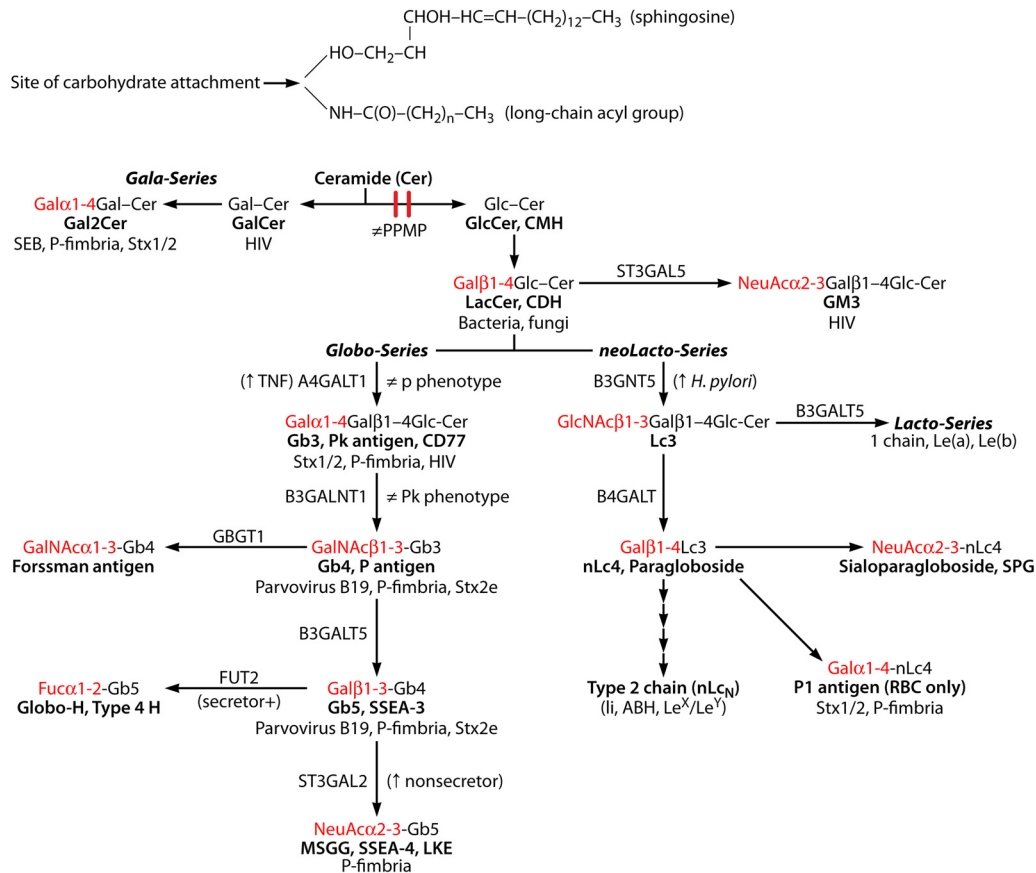 CHOH–HC=CH–(CH2)12–CH3 (sphingosine)
HO–CH2–CH
Site of carbohydrate attachment
NH–C(O)–(CH2)n–CH3 (long-chain acyl group)
Gala-Series
Ceramide (Cer)
Galα1-4Gal–Cer
Gal2Cer
SEB, P-fimbria, Stx1/2
Gal–Cer
GalCer
HIV
≠PPMP
Glc–Cer
GlcCer, CMH
Galβ1-4Glc–Cer
LacCer, CDH
Bacteria, fungi
ST3GAL5
NeuAcα2-3Galβ1–4Glc-Cer
GM3
HIV
Globo-Series
neoLacto-Series
(↑ TNF) A4GALT1 ≠ p phenotype
B3GNT5 (↑ H. pylori)
Galα1-4Galβ1–4Glc-Cer
Gb3, Pk antigen, CD77
Stx1/2, P-fimbria, HIV
GlcNAcβ1-3Galβ1–4Glc-Cer
Lc3
B3GALT5
Lacto-Series
1 chain, Le(a), Le(b)
B3GALNT1 ≠ Pk phenotype
B4GALT
GalNAcα1-3-Gb4
Forssman antigen
GBGT1
GalNAcβ1-3-Gb3
Gb4, P antigen
Parvovirus B19, P-fimbria, Stx2e
Galβ1-4Lc3
nLc4, Paragloboside
NeuAcα2-3-nLc4
Sialoparagloboside, SPG
B3GALT5
Fucα1-2-Gb5
Globo-H, Type 4 H
FUT2
(secretor+)
Galβ1-3-Gb4
Gb5, SSEA-3
Parvovirus B19, P-fimbria, Stx2e
Type 2 chain (nLcN)
(Ii, ABH, LeX/LeY)
Galα1-4-nLc4
P1 antigen (RBC only)
Stx1/2, P-fimbria
ST3GAL2 (↑ nonsecretor)
NeuAcα2-3-Gb5
MSGG, SSEA-4, LKE
P-fimbria